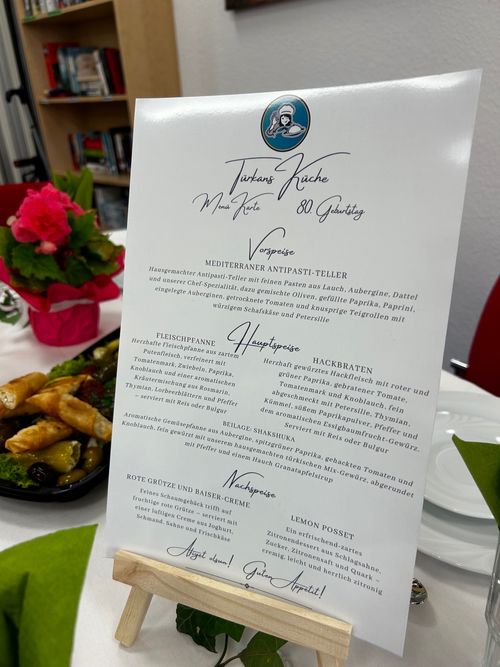 Türkans Küche
Menü Karte 80. Geburtstag
Vorspeise
MEDITERRANER ANTIPASTI-TELLER
Hausgemachter Antipasti-Teller mit feinen Pasten aus Lauch, Aubergine, Dattel
und unserer Chef-Spezialität, dazu gemischte Oliven, gefüllte Paprika, Paprini,
eingelegte Auberginen, getrocknete Tomaten und knusprige Teigrollen mit
würzigem Schafskäse und Petersilie
Hauptspeise
FLEISCHPFANNE
Herzhafte Fleischpfanne aus zartem
Putenfleisch, verfeinert mit
Tomatenmark, Zwiebeln, Paprika,
Knoblauch und einer aromatischen
Kräutermischung aus Rosmarin,
Thymian, Lorbeerblättern und Pfeffer
– serviert mit Reis oder Bulgur
HACKBRATEN
Herzhaft gewürztes Hackfleisch mit roter und
grüner Paprika, gebratener Tomate,
Tomatenmark und Knoblauch, fein
abgeschmeckt mit Petersilie, Thymian,
Kümmel, süßem Paprikapulver, Pfeffer und
dem aromatischen Essigbaumfrucht-Gewürz.
Serviert mit Reis oder Bulgur
BEILAGE: SHAKSHUKA
Aromatische Gemüsepfanne aus Aubergine, spitzgrüner Paprika, gehackten Tomaten und
Knoblauch, fein gewürzt mit unserem hausgemachten türkischen Mix-Gewürz, abgerundet
mit Pfeffer und einem Hauch Granatapfelsirup
Nachspeise
ROTE GRÜTZE UND BAISER-CREME
Feines Schaumgebäck trifft auf
fruchtige rote Grütze – serviert mit
einer luftigen Creme aus Joghurt,
Schmand, Sahne und Frischkäse
LEMON POSSET
Ein erfrischend-zartes
Zitronendessert aus Schlagsahne,
Zucker, Zitronensaft und Quark –
cremig, leicht und herzlich zitronig
Afiyet olsun! Guten Appetit!